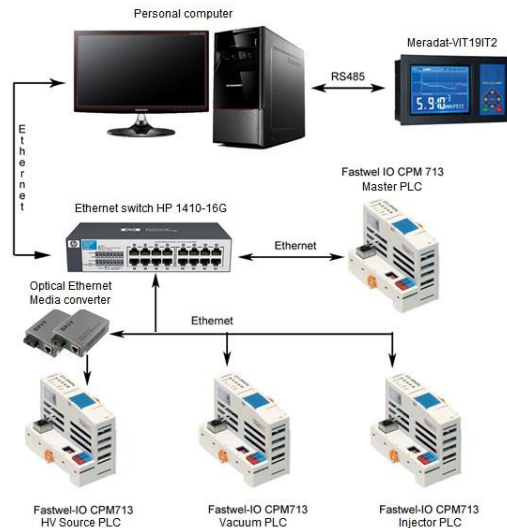 Personal computer
Meradat-VIT19IT2
RS485
5.910
Ethernet
Fastwel IO CPM 713
Master PLC
Ethernet switch HP 1410-16G
Ethernet
Optical Ethernet
Media converter
Ethernet
Fastwel-IO CPM713
HV Source PLC
Fastwel-IO CPM713
Vacuum PLC
Fastwel-IO CPM713
Injector PLC